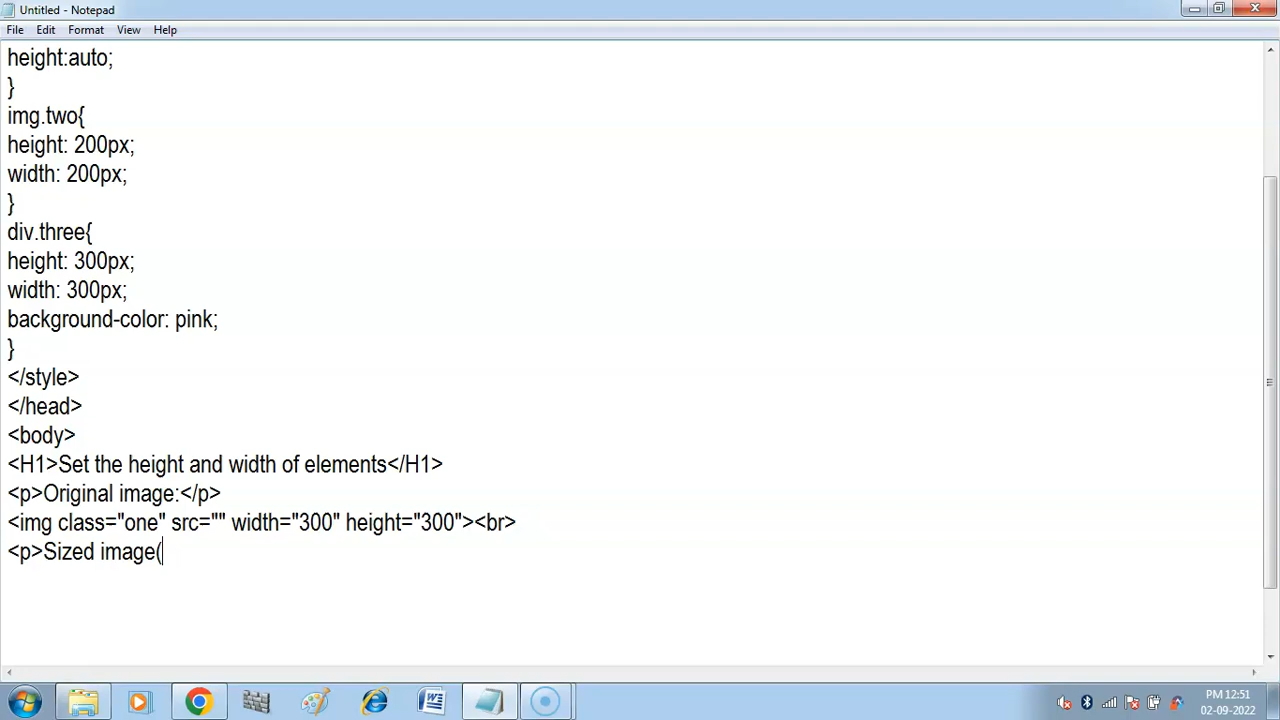 Untitled - Notepad
File Edit Format View Help
height:auto;
}
img.two{
height: 200px;
width: 200px;
}
div.three{
height: 300px;
width: 300px;
background-color: pink;
}
</style>
</head>
<body>
<H1>Set the height and width of elements</H1>
<p>Original image:</p>
<img class="one" src="" width="300" height="300"><br>
<p>Sized image(
PM 12:51
02-09-2022